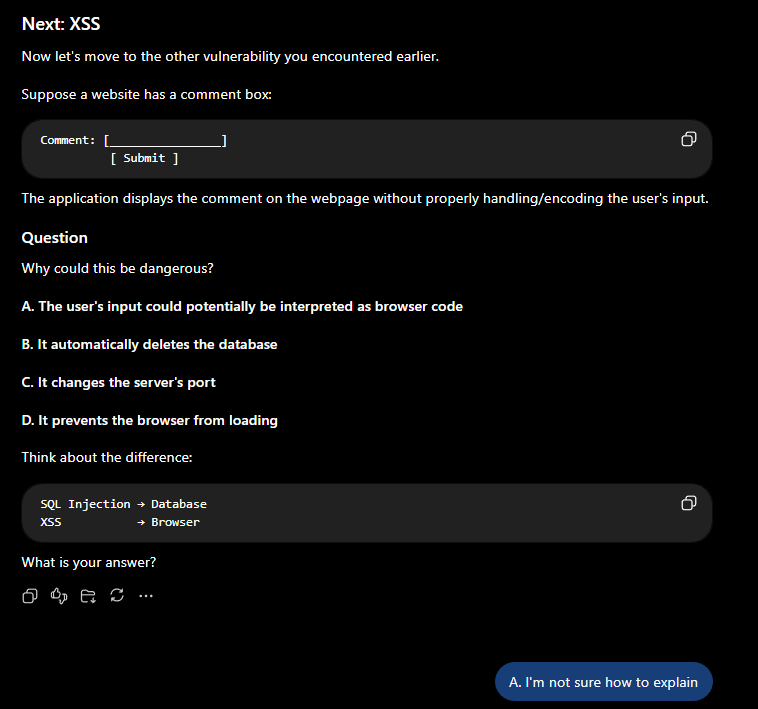 Next: XSS
Now let's move to the other vulnerability you encountered earlier.
Suppose a website has a comment box:
Comment: [________________]
[ Submit ]
The application displays the comment on the webpage without properly handling/encoding the user's input.
Question
Why could this be dangerous?
A. The user's input could potentially be interpreted as browser code
B. It automatically deletes the database
C. It changes the server's port
D. It prevents the browser from loading
Think about the difference:
SQL Injection → Database
XSS → Browser
What is your answer?
A. I'm not sure how to explain